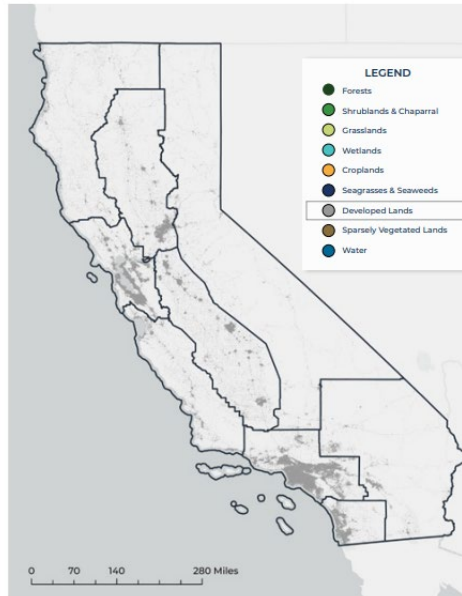 LEGEND
Forests
Shrublands & Chaparral
Grasslands
Wetlands
Croplands
Seagrasses & Seaweeds
Developed Lands
Sparsely Vegetated Lands
Water
0 70 140 280 Miles